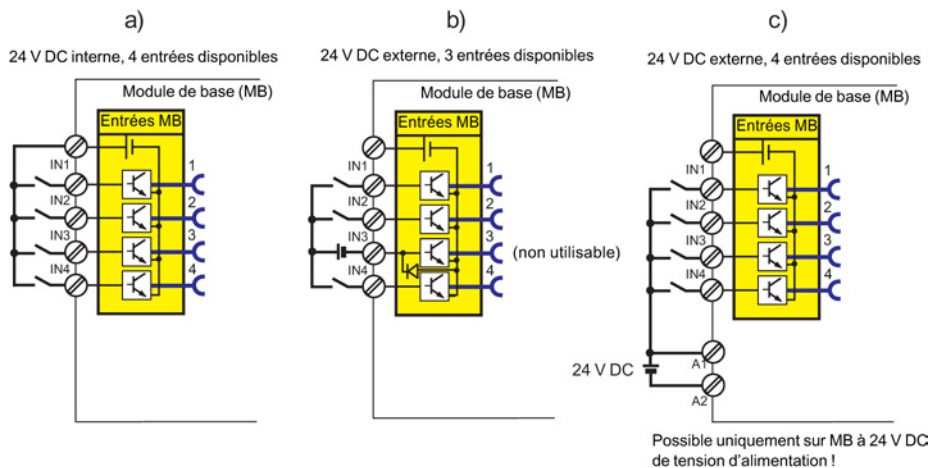 a)
24 V DC interne, 4 entrées disponibles
Module de base (MB)
Entrées MB
IN1
1
IN2
2
IN3
3
IN4
4
b)
24 V DC externe, 3 entrées disponibles
Module de base (MB)
Entrées MB
IN1
1
IN2
2
IN3
3 (non utilisable)
IN4
4
c)
24 V DC externe, 4 entrées disponibles
Module de base (MB)
Entrées MB
IN1
1
IN2
2
IN3
3
IN4
4
24 V DC
A1
A2
Possible uniquement sur MB à 24 V DC
de tension d'alimentation !